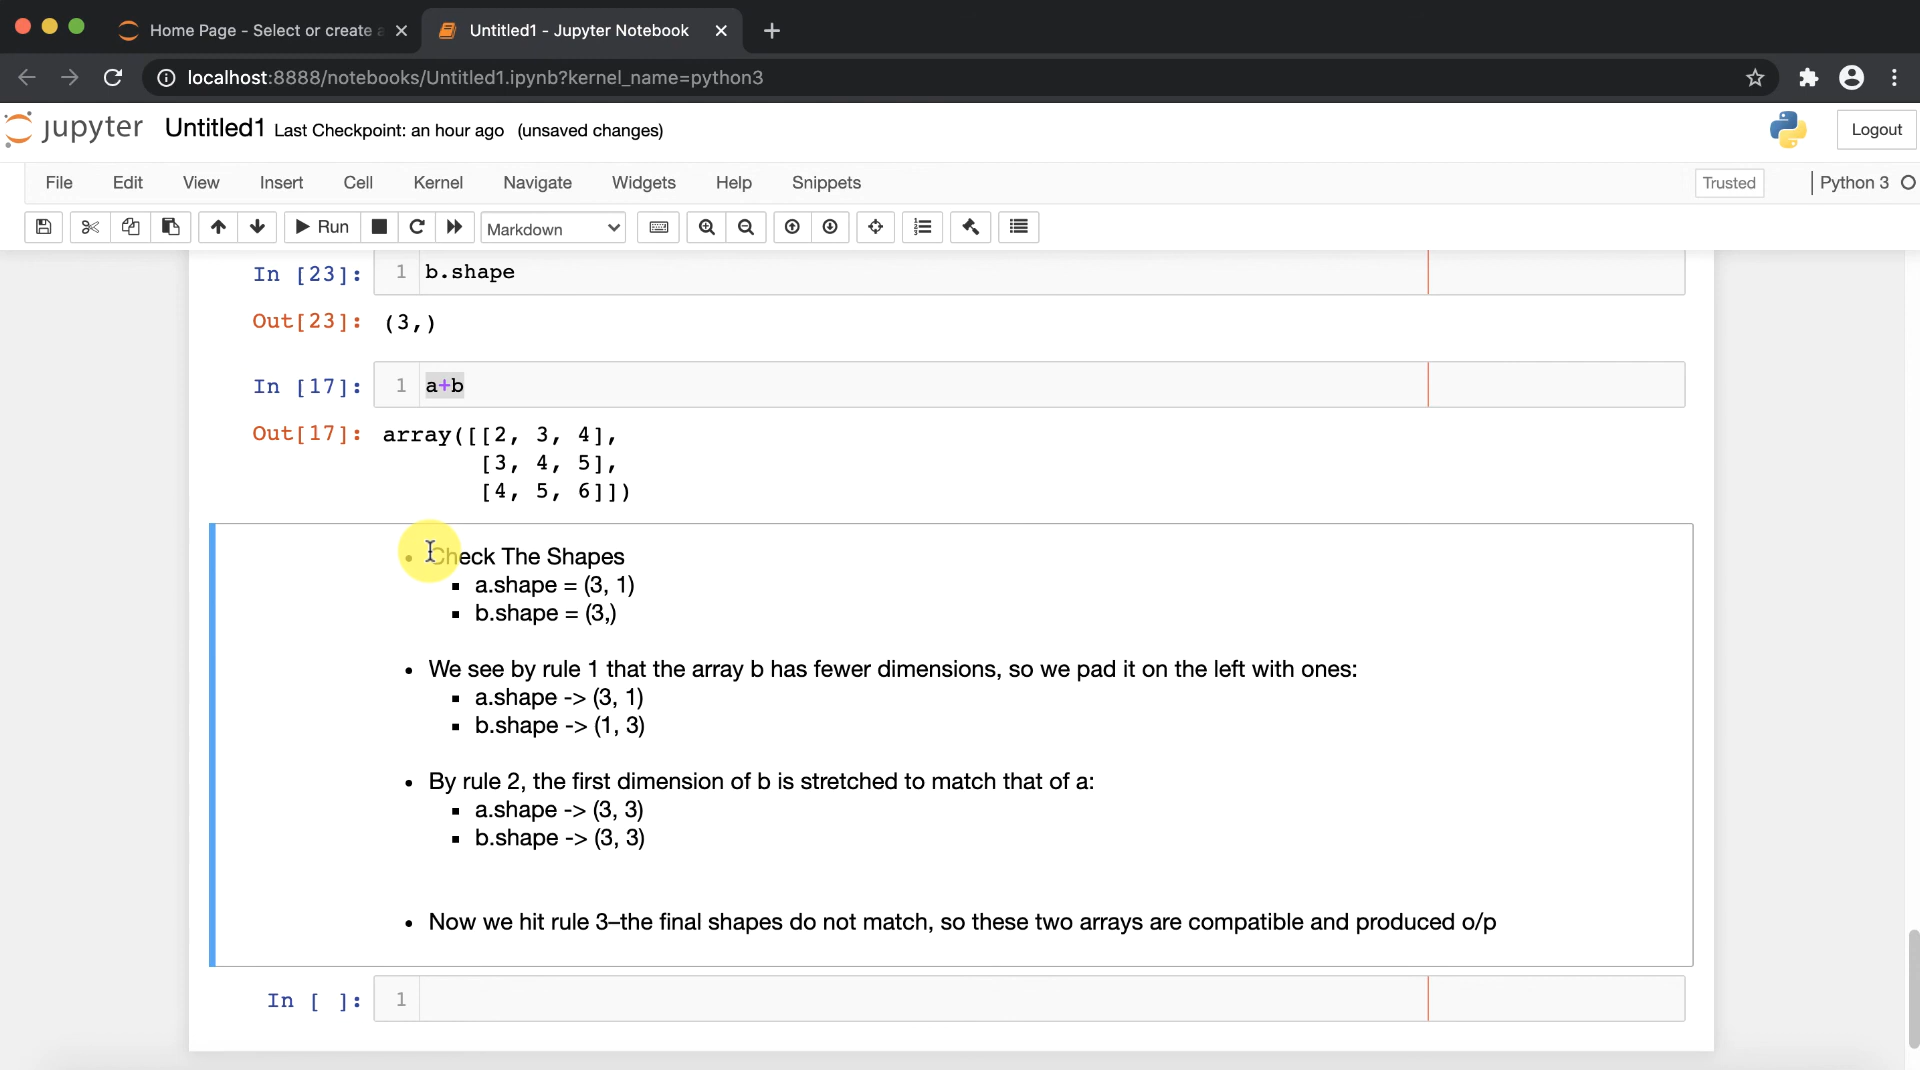 Home Page - Select or create a
Untitled1 - Jupyter Notebook
localhost:8888/notebooks/Untitled1.ipynb?kernel_name=python3
jupyter Untitled1 Last Checkpoint: an hour ago (unsaved changes)
Logout
File Edit View Insert Cell Kernel Navigate Widgets Help Snippets
Trusted Python 3
Run Markdown
In [23]: 1 b.shape
Out[23]: (3,)
In [17]: 1 a+b
Out[17]: array([[2, 3, 4],
[3, 4, 5],
[4, 5, 6]])
• Check The Shapes
▪ a.shape = (3, 1)
▪ b.shape = (3,)
• We see by rule 1 that the array b has fewer dimensions, so we pad it on the left with ones:
▪ a.shape -> (3, 1)
▪ b.shape -> (1, 3)
• By rule 2, the first dimension of b is stretched to match that of a:
▪ a.shape -> (3, 3)
▪ b.shape -> (3, 3)
• Now we hit rule 3–the final shapes do not match, so these two arrays are compatible and produced o/p
In [ ]: 1